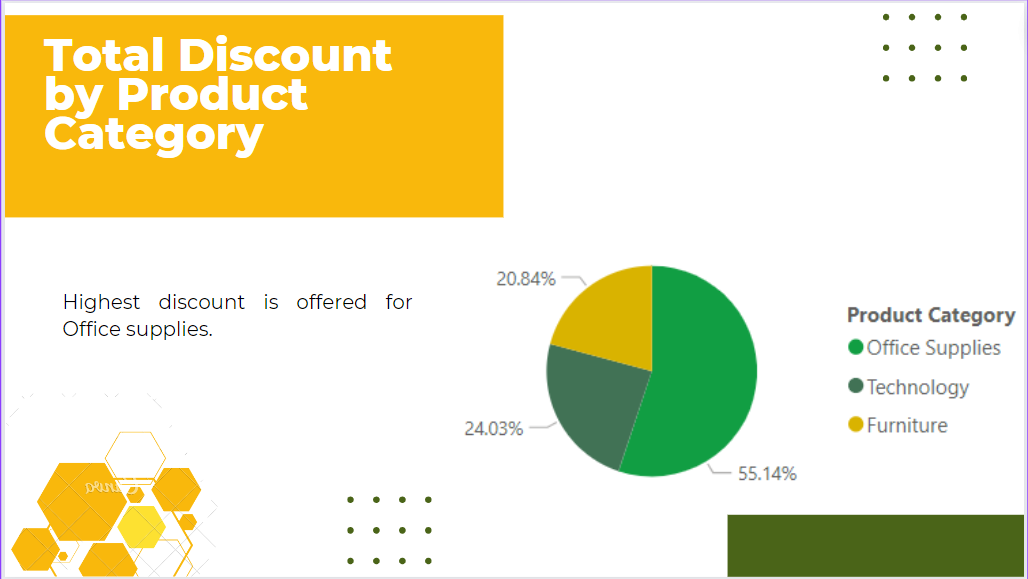 Total Discount
by Product
Category
Highest discount is offered for
Office supplies.
20.84%
24.03%
55.14%
Product Category
Office Supplies
Technology
Furniture